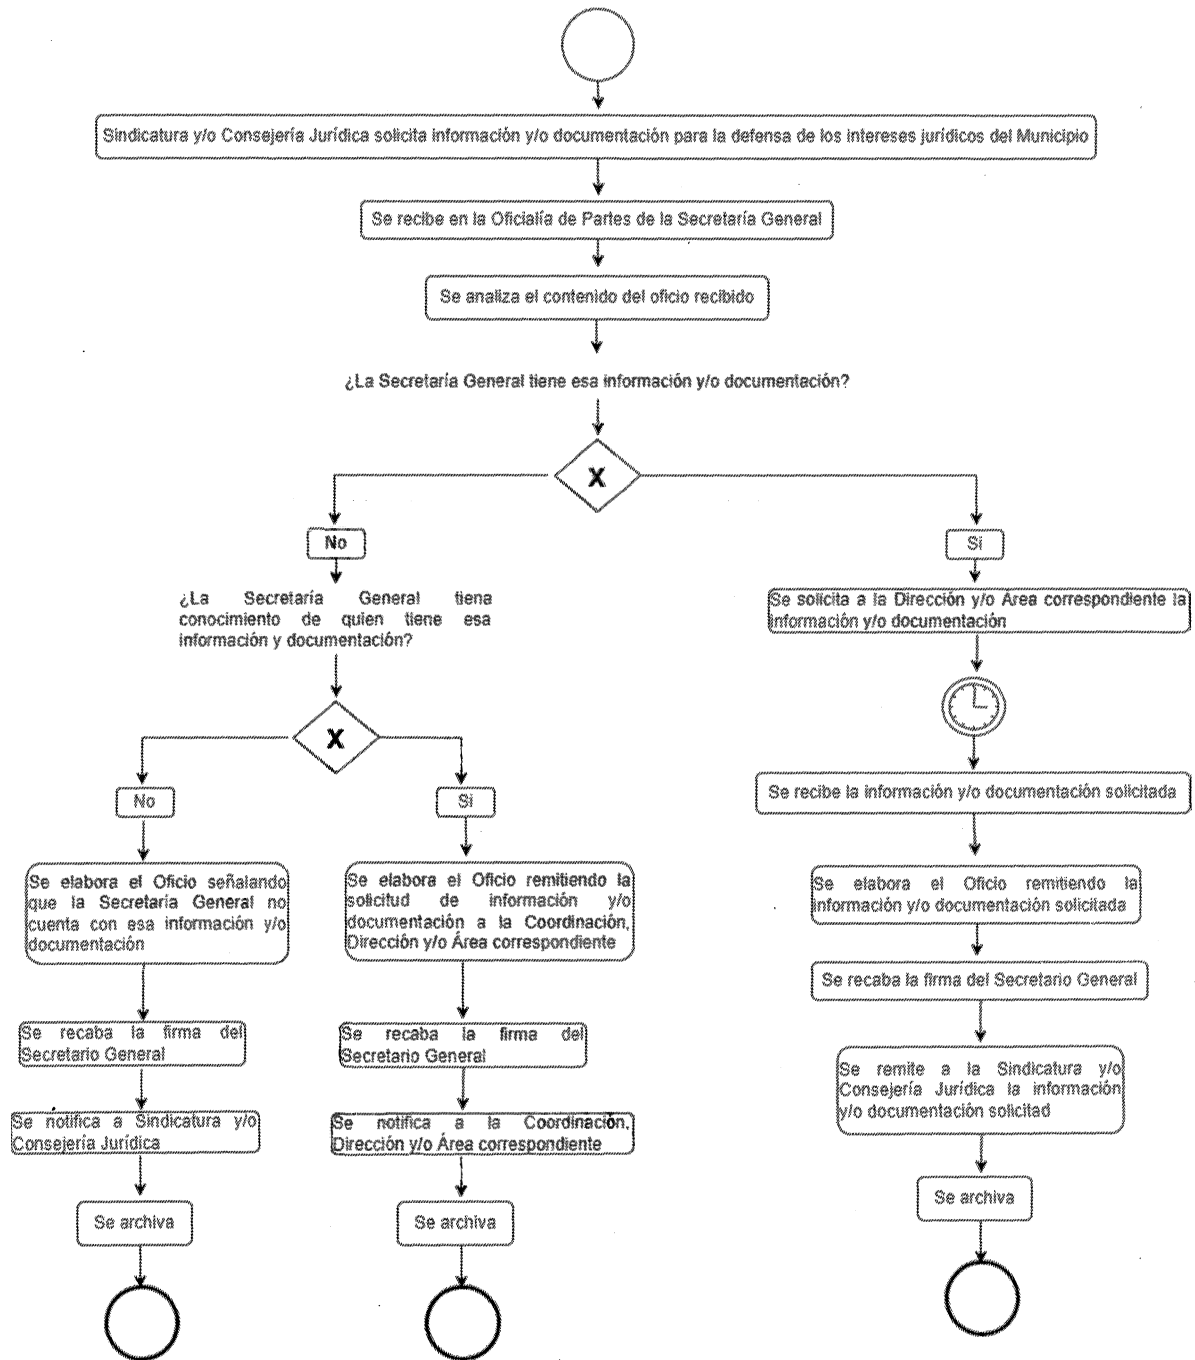 Sindicatura y/o Consejería Jurídica solicita información y/o documentación para la defensa de los intereses jurídicos del Municipio
Se recibe en la Oficialía de Partes de la Secretaría General
Se analiza el contenido del oficio recibido
¿La Secretaría General tiene esa información y/o documentación?
X
No
¿La Secretaría General tiena
conocimiento de quien tiene esa
información y documentación?
X
No
Se elabora el Oficio señalando
que la Secretaría General no
cuenta con esa información y/o
documentación
Se recaba la firma del
Secretario General
Se notifica a Sindicatura y/o
Consejería Jurídica
Se archiva
Si
Se elabora el Oficio remitiendo la
solicitud de información y/o
documentación a la Coordinación,
Dirección y/o Área correspondiente
Se recaba la firma del
Secretario General
Se notifica a la Coordinación,
Dirección y/o Área correspondiente
Se archiva
Si
Se solicita a la Dirección y/o Area correspondiente la
información y/o documentación
Se recibe la información y/o documentación solicitada
Se elabora el Oficio remitiendo la
información y/o documentación solicitada
Se recaba la firma del Secretario General
Se remite a la Sindicatura y/o
Consejería Jurídica la información
y/o documentación solicitad
Se archiva